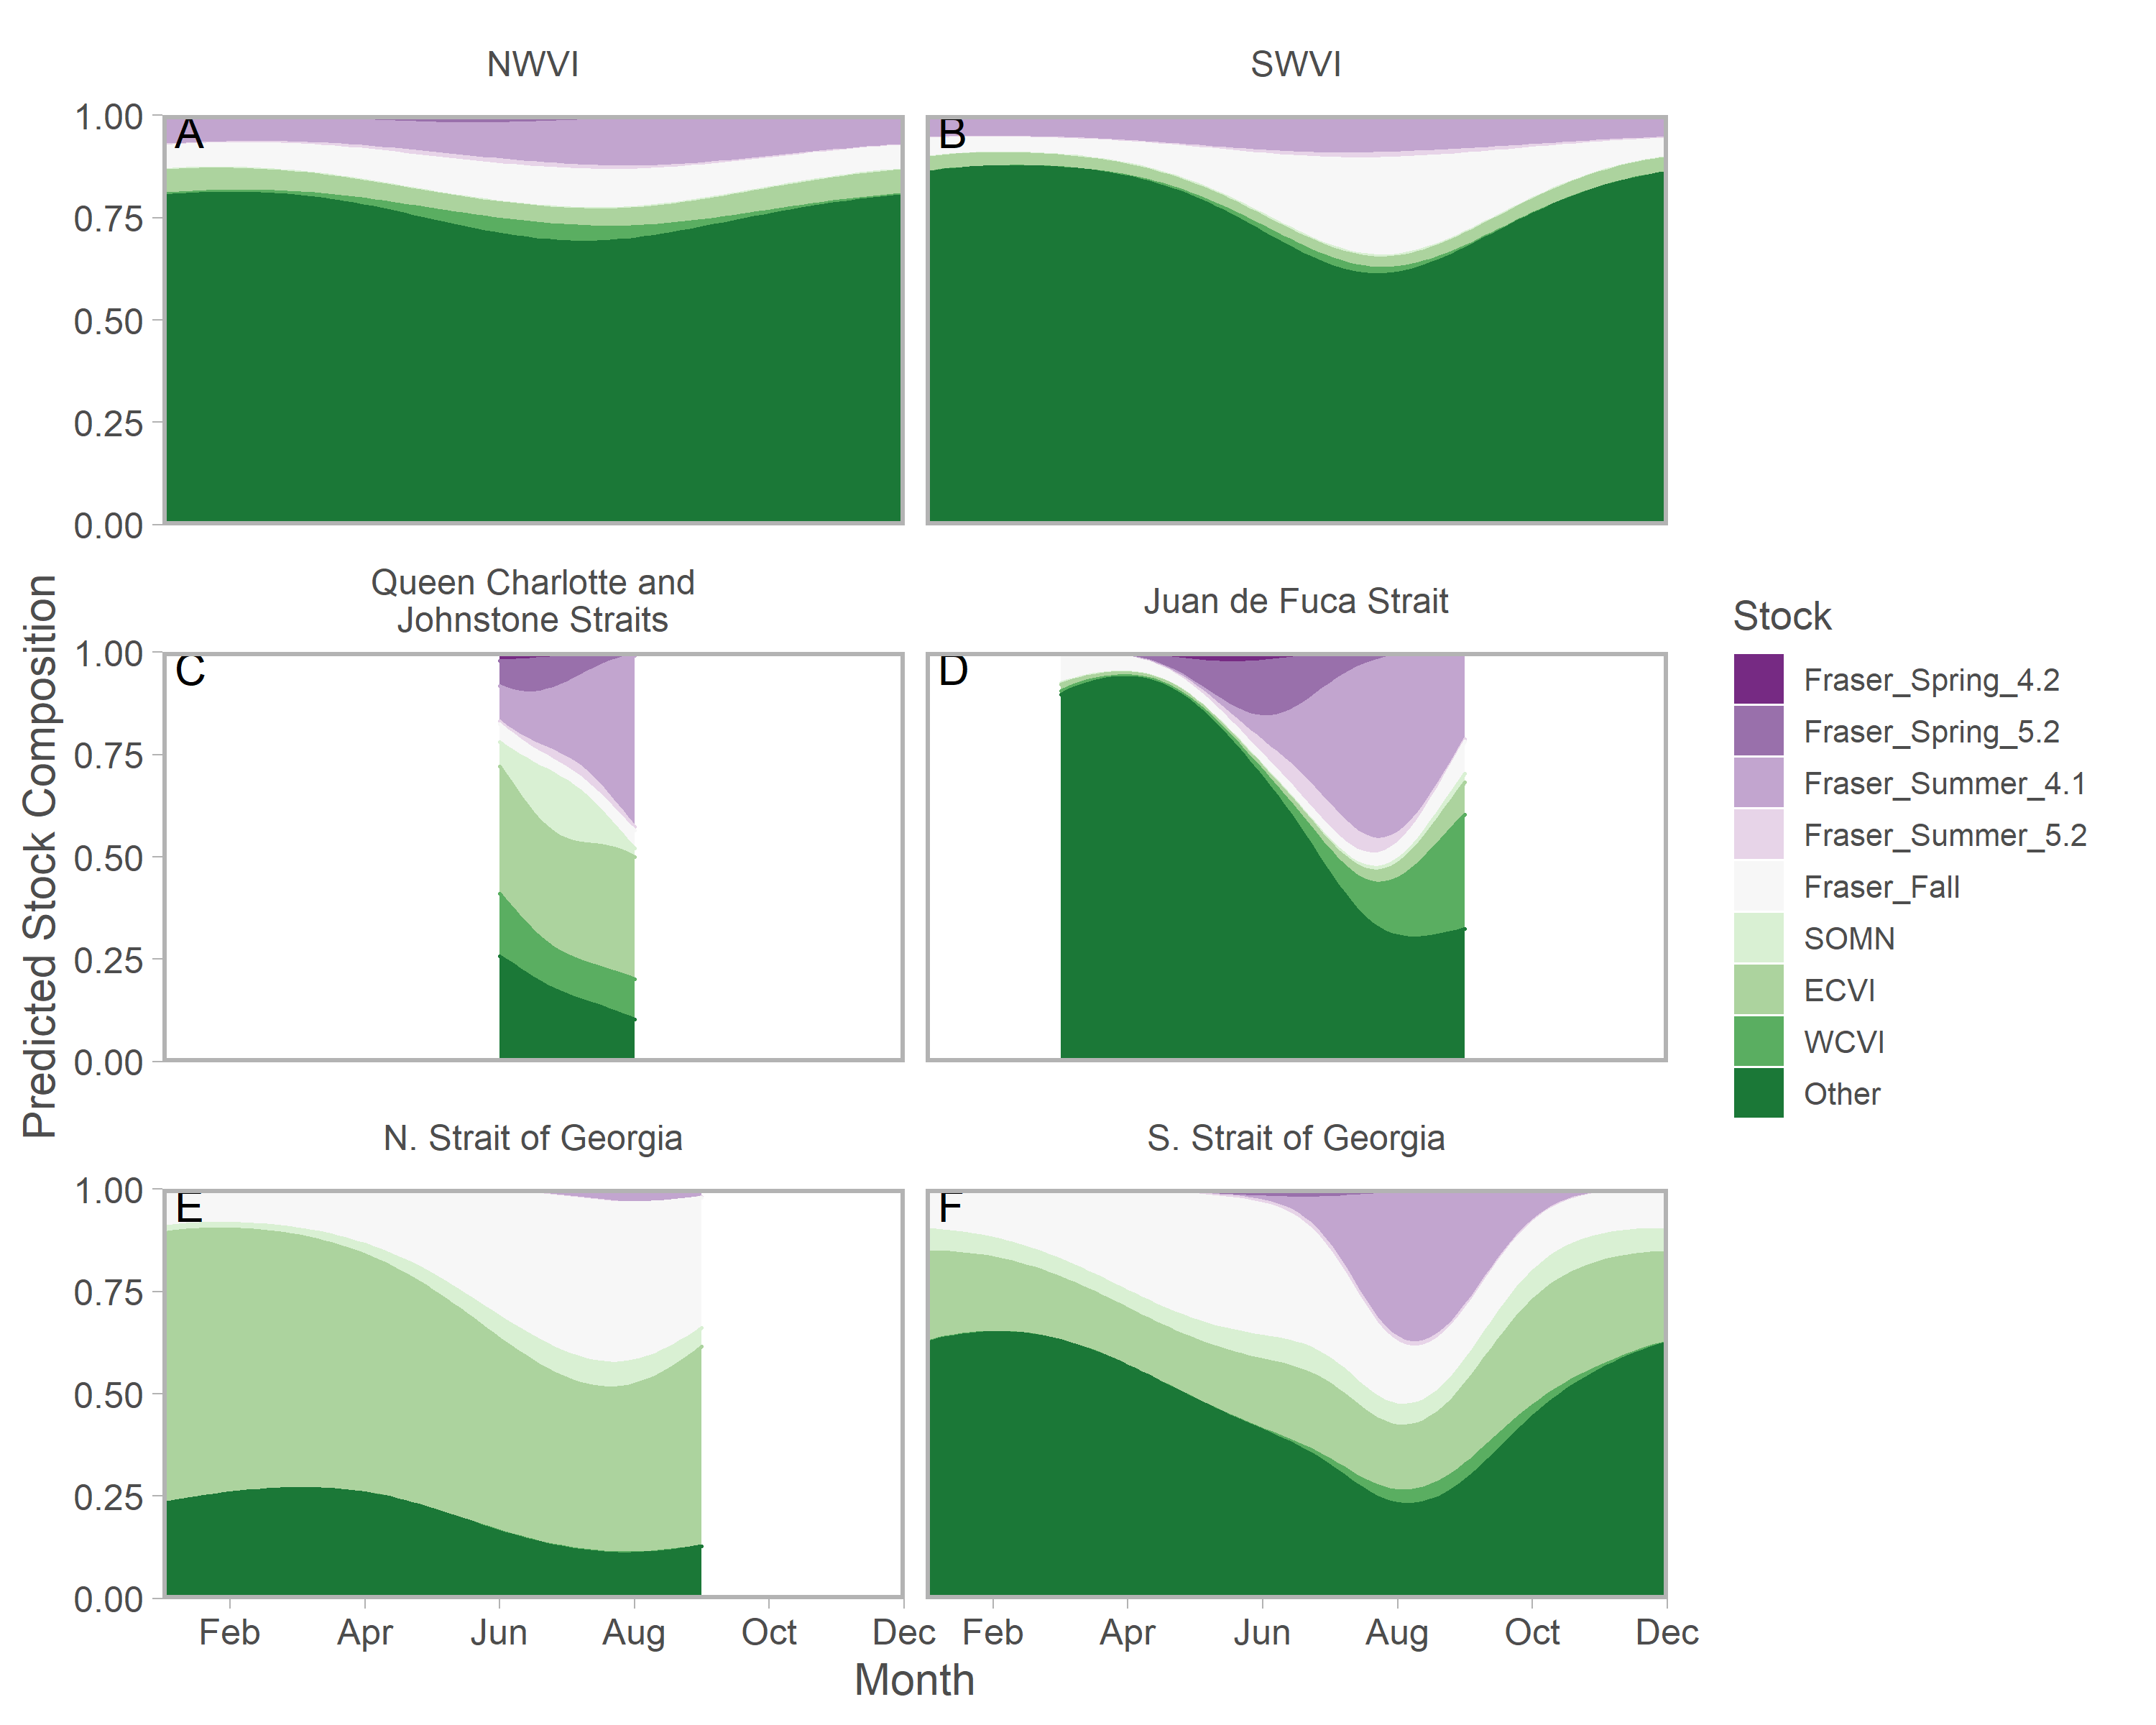 NWVI
SWVI
1.00
0.75
0.50
0.25
0.00
A
B
Queen Charlotte and
Johnstone Straits
Juan de Fuca Strait
1.00
0.75
0.50
0.25
0.00
C
D
N. Strait of Georgia
S. Strait of Georgia
1.00
0.75
0.50
0.25
0.00
E
F
Feb Apr Jun Aug Oct Dec
Feb Apr Jun Aug Oct Dec
Month
Predicted Stock Composition
Stock
Fraser_Spring_4.2
Fraser_Spring_5.2
Fraser_Summer_4.1
Fraser_Summer_5.2
Fraser_Fall
SOMN
ECVI
WCVI
Other